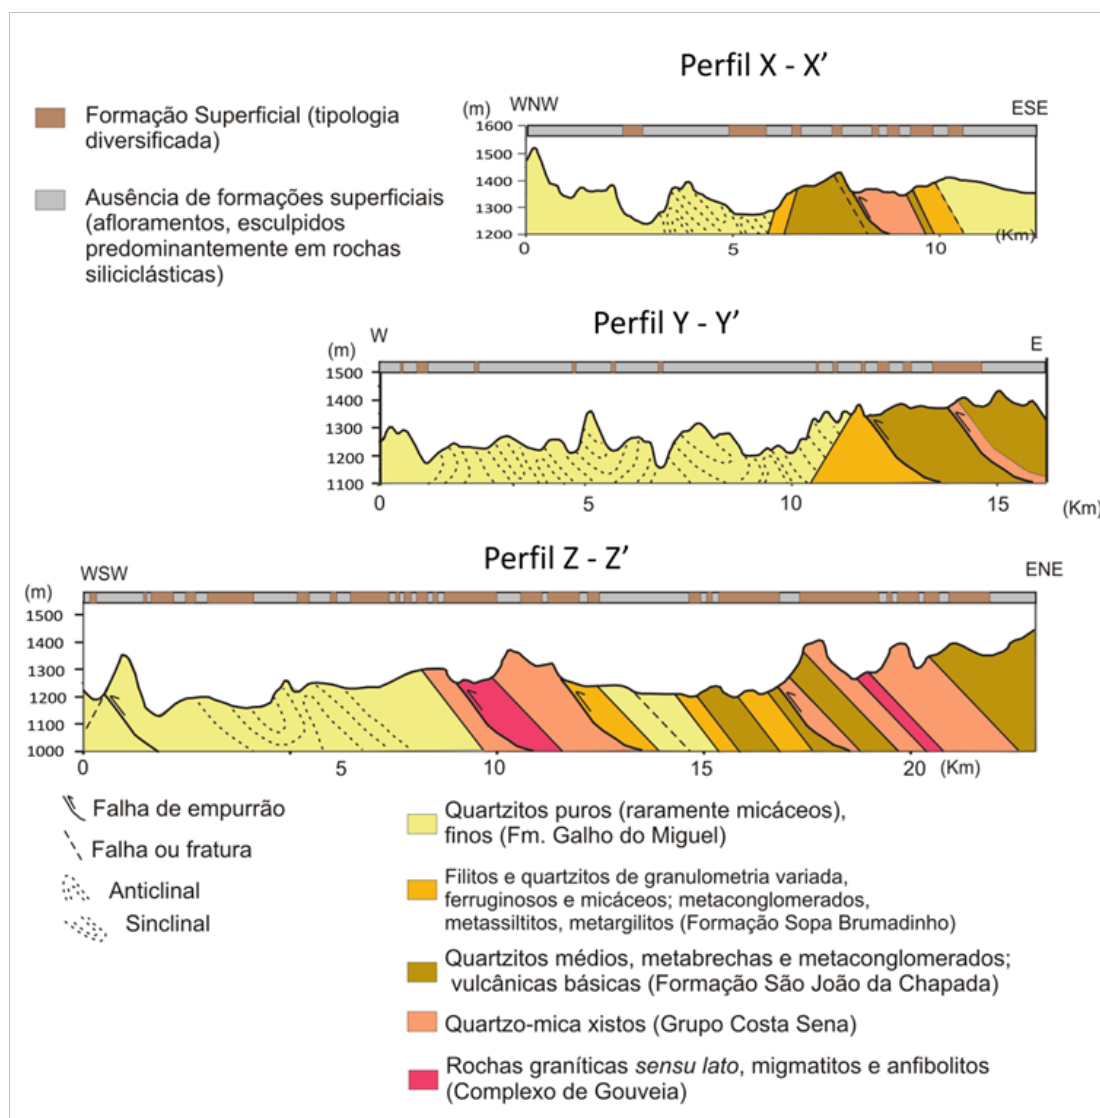 Perfil X - X’
Formação Superficial (tipologia
diversificada)
Ausência de formações superficiais
(afloramentos, esculpidos
predominantemente em rochas
siliciclásticas)
(m)
WNW
ESE
1600
1500
1400
1300
1200
0
5
10
(Km)
Perfil Y - Y’
W
E
(m)
1500
1400
1300
1200
1100
0
5
10
15
(Km)
Perfil Z - Z’
WSW
ENE
(m)
1500
1400
1300
1200
1100
1000
0
5
10
15
20
(Km)
Falha de empurrão
Falha ou fratura
Anticlinal
Sinclinal
Quartzitos puros (raramente micáceos),
finos (Fm. Galho do Miguel)
Filitos e quartzitos de granulometria variada,
ferruginosos e micáceos; metaconglomerados,
metassiltitos, metargilitos (Formação Sopa Brumadinho)
Quartzitos médios, metabrechas e metaconglomerados;
vulcânicas básicas (Formação São João da Chapada)
Quartzo-mica xistos (Grupo Costa Sena)
Rochas graníticas sensu lato, migmatitos e anfibolitos
(Complexo de Gouveia)